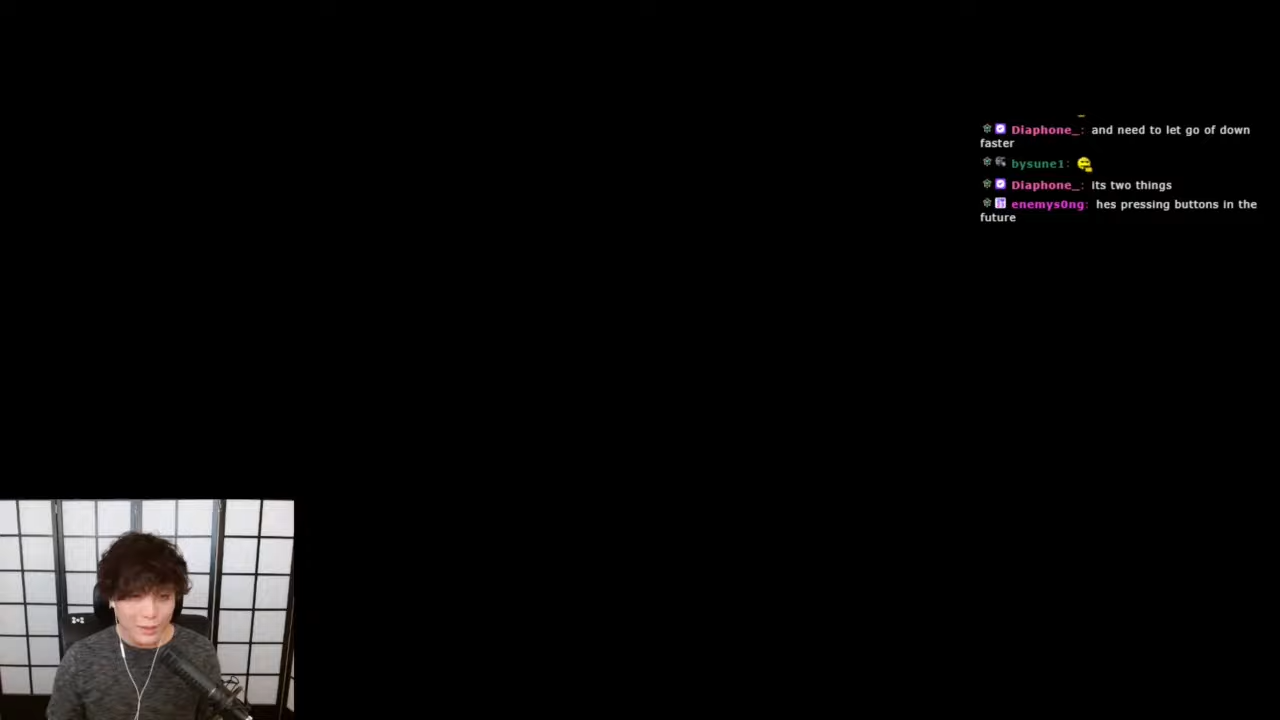 Diaphone_: and need to let go of down
faster
bysune1:
Diaphone_: its two things
enemys0ng: hes pressing buttons in the
future